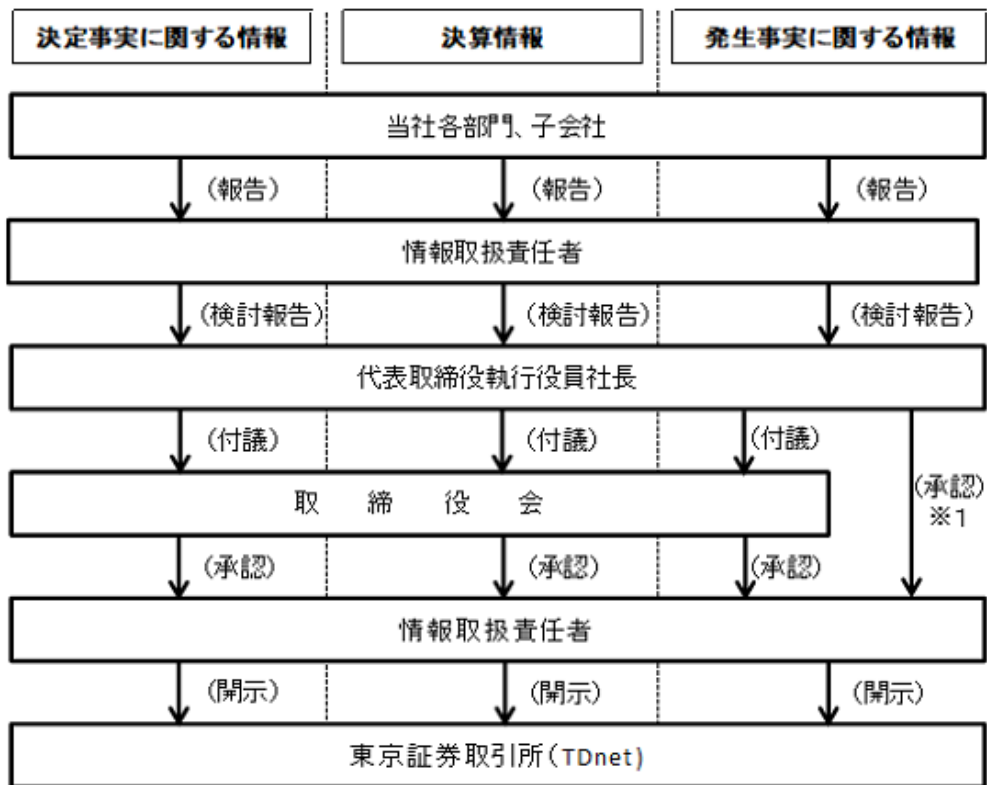 決定事実に関する情報 決算情報 発生事実に関する情報
当社各部門、子会社
(報告) (報告) (報告)
情報取扱責任者
(検討報告) (検討報告) (検討報告)
代表取締役執行役員社長
(付議) (付議) (付議)
取締役会
(承認)
※1
(承認) (承認) (承認)
情報取扱責任者
(開示) (開示) (開示)
東京証券取引所(TDnet)